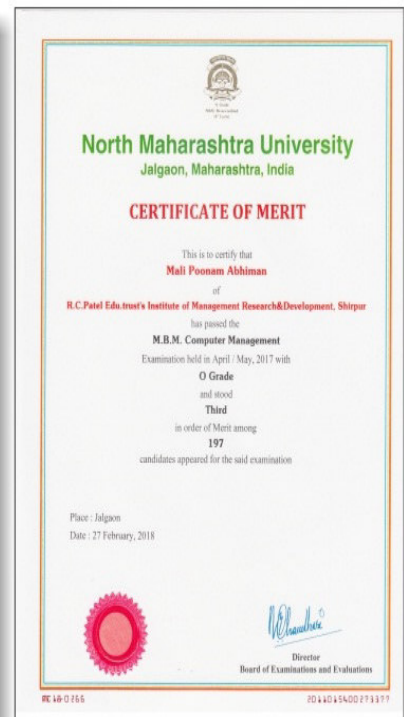 North Maharashtra University
Jalgaon, Maharashtra, India
CERTIFICATE OF MERIT
This is to certify that
Mali Poonam Abhiman
of
R.C.Patel Edu.trust's Institute of Management Research&Development, Shirpur
has passed the
M.B.M. Computer Management
Examination held in April / May, 2017 with
O Grade
and stood
Third
in order of Merit among
197
candidates appeared for the said examination
Place : Jalgaon
Date : 27 February, 2018
Director
Board of Examinations and Evaluations